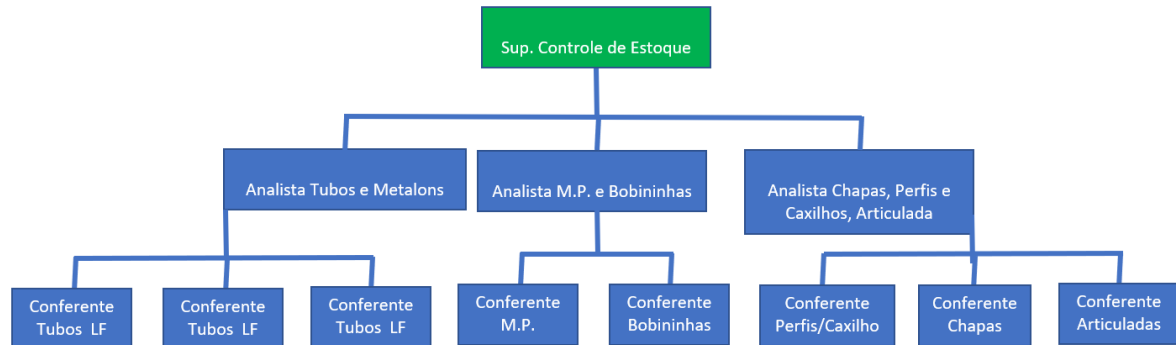 Sup. Controle de Estoque
Analista Tubos e Metalons
Analista M.P. e Bobininhas
Analista Chapas, Perfis e
Caxilhos, Articulada
Conferente
Tubos LF
Conferente
Tubos LF
Conferente
Tubos LF
Conferente
M.P.
Conferente
Bobininhas
Conferente
Perfis/Caxilho
Conferente
Chapas
Conferente
Articuladas